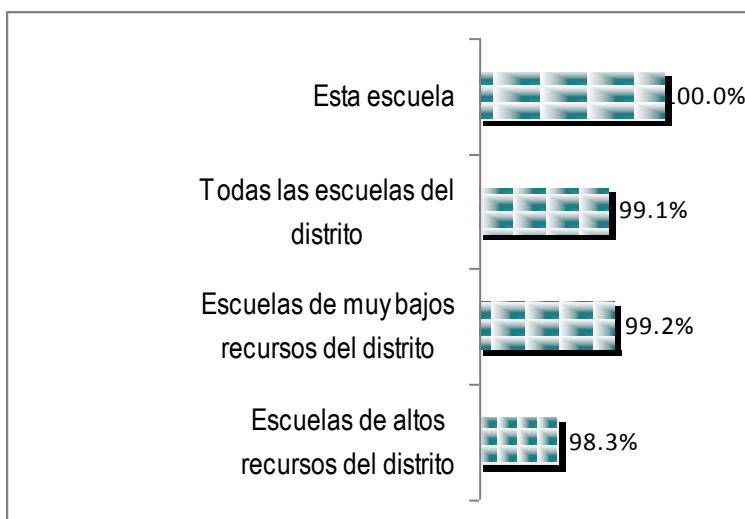 Esta escuela
100.0%
Todas las escuelas del
distrito
99.1%
Escuelas de muy bajos
recursos del distrito
99.2%
Escuelas de altos
recursos del distrito
98.3%